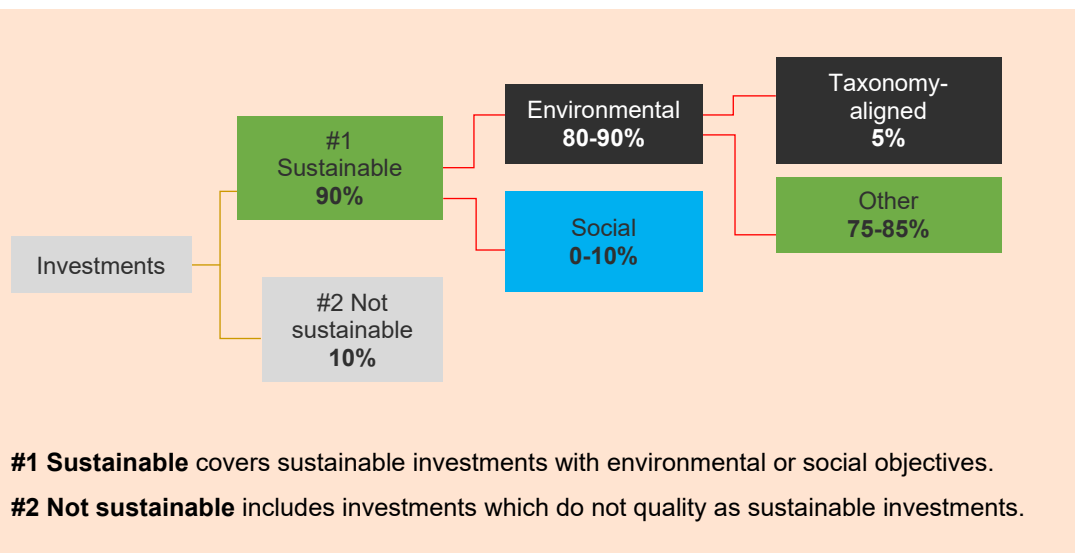 Investments
#1
Sustainable
90%
#2 Not
sustainable
10%
Environmental
80-90%
Social
0-10%
Taxonomy-
aligned
5%
Other
75-85%
#1 Sustainable covers sustainable investments with environmental or social objectives.
#2 Not sustainable includes investments which do not quality as sustainable investments.